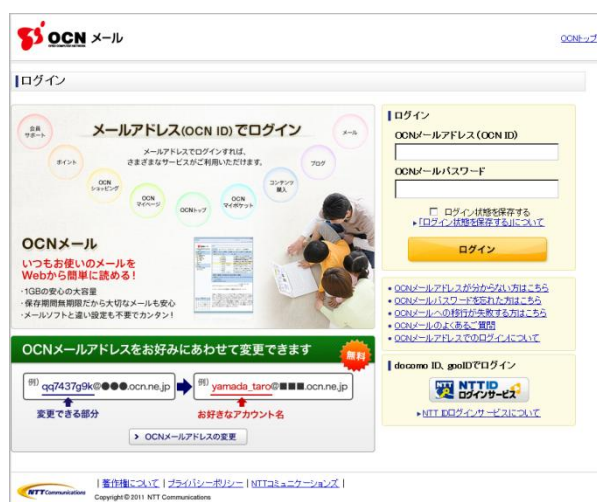 OCN メール
OCNトップ
ログイン
メールアドレス(OCN ID)でログイン
メールアドレスでログインすれば、
さまざまなサービスがご利用いただけます。
会員
サポート
ポイント
OCN
ショッピング
OCN
マイページ
OCNトップ
OCN
マイポケット
コンテンツ
購入
ブログ
メール
OCNメール
いつもお使いのメールを
Webから簡単に読める!
・1GBの安心の大容量
・保存期間無期限だから大切なメールも安心
・メールソフトと違い設定も不要でカンタン!
OCNメールアドレスをお好みにあわせて変更できます
無料
例) qq7437g9k@●●●.ocn.ne.jp
例) yamada_taro@■■■.ocn.ne.jp
変更できる部分
お好きなアカウント名
› OCNメールアドレスの変更
ログイン
OCNメールアドレス(OCN ID)
OCNメールパスワード
ログイン状態を保存する
「ログイン状態を保存する」について
ログイン
OCNメールアドレスが分からない方はこちら
OCNメールパスワードを忘れた方はこちら
OCNメールへの移行が失敗する方はこちら
OCNメールのよくあるご質問
OCNメールアドレスでのログインについて
docomo ID、gooIDでログイン
NTT ID
ログインサービス
NTT IDログインサービスについて
NTT Communications
| 著作権について | プライバシーポリシー | NTTコミュニケーションズ |
Copyright © 2011 NTT Communications